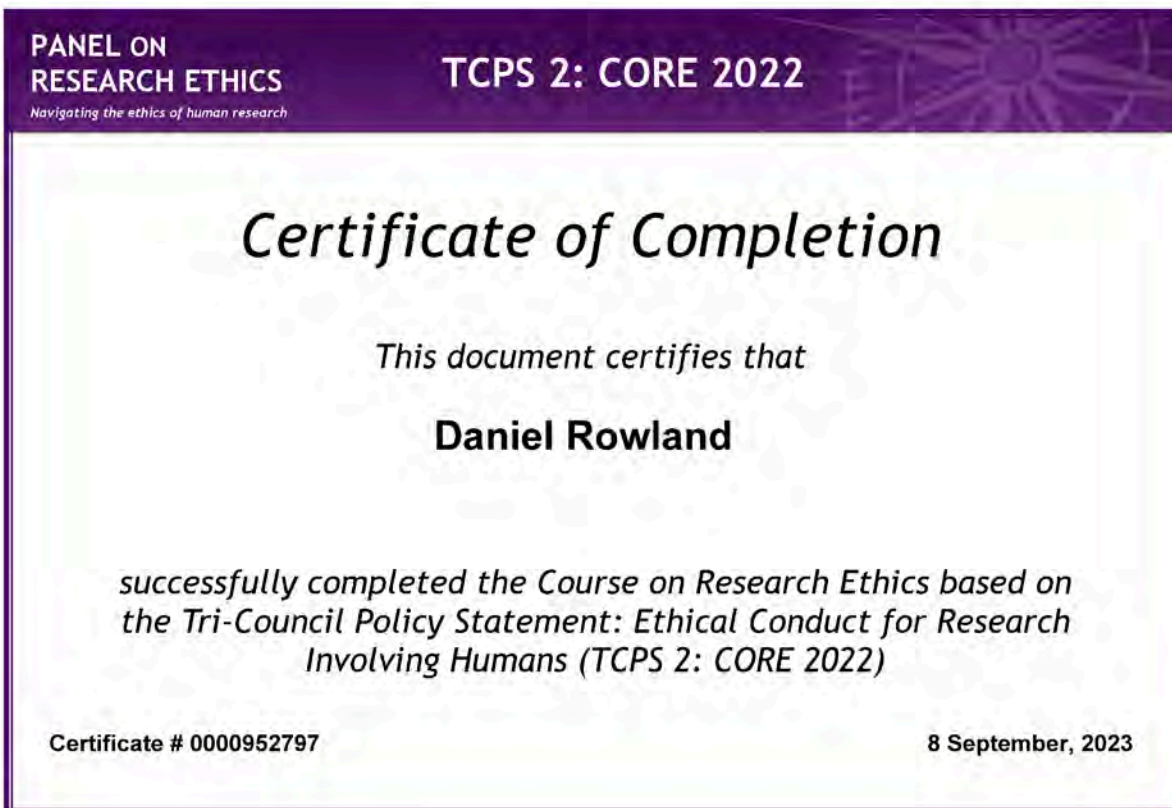 PANEL ON
RESEARCH ETHICS
Navigating the ethics of human research
TCPS 2: CORE 2022
Certificate of Completion
This document certifies that
Daniel Rowland
successfully completed the Course on Research Ethics based on
the Tri-Council Policy Statement: Ethical Conduct for Research
Involving Humans (TCPS 2: CORE 2022)
Certificate # 0000952797
8 September, 2023